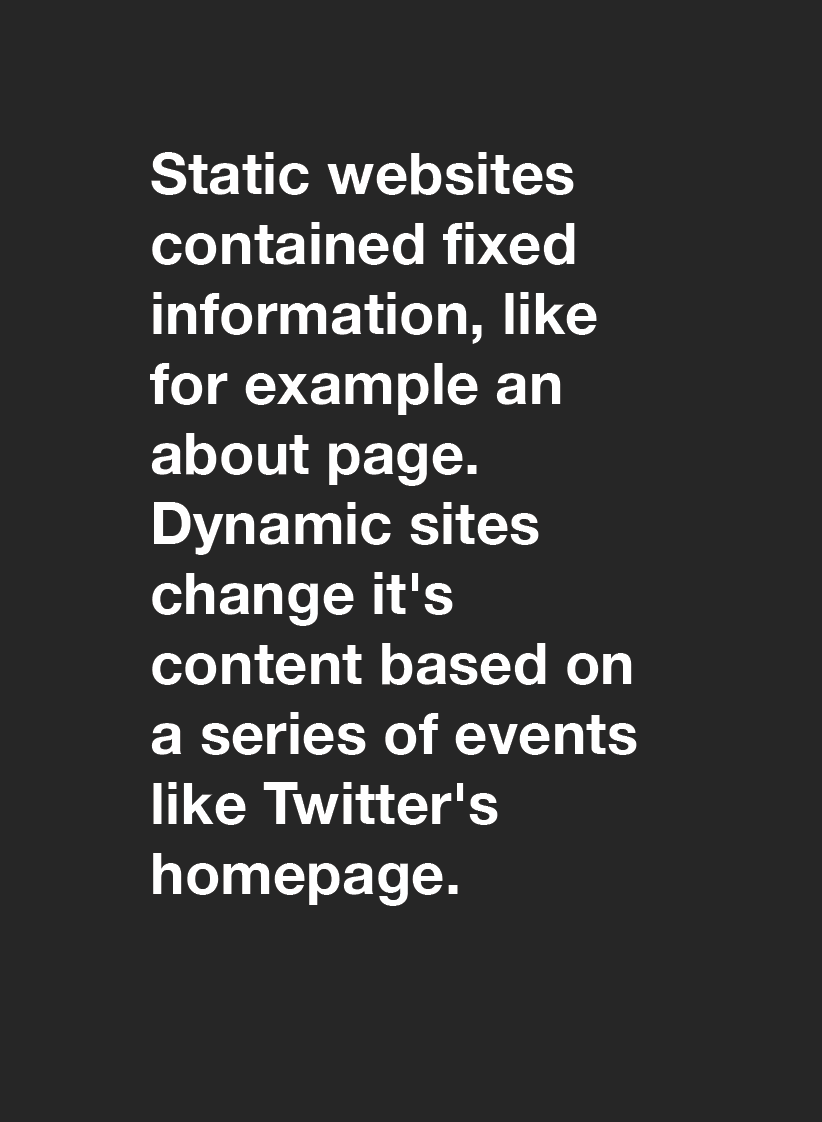 Static websites
contained fixed
information, like
for example an
about page.
Dynamic sites
change it's
content based on
a series of events
like Twitter's
homepage.